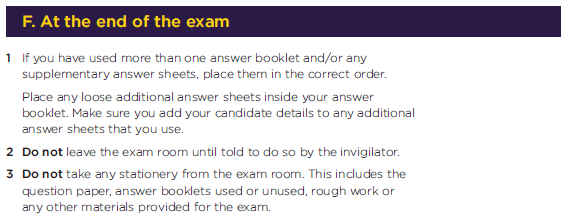 F. At the end of the exam
1 If you have used more than one answer booklet and/or any
supplementary answer sheets, place them in the correct order.
Place any loose additional answer sheets inside your answer
booklet. Make sure you add your candidate details to any additional
answer sheets that you use.
2 Do not leave the exam room until told to do so by the invigilator.
3 Do not take any stationery from the exam room. This includes the
question paper, answer booklets used or unused, rough work or
any other materials provided for the exam.